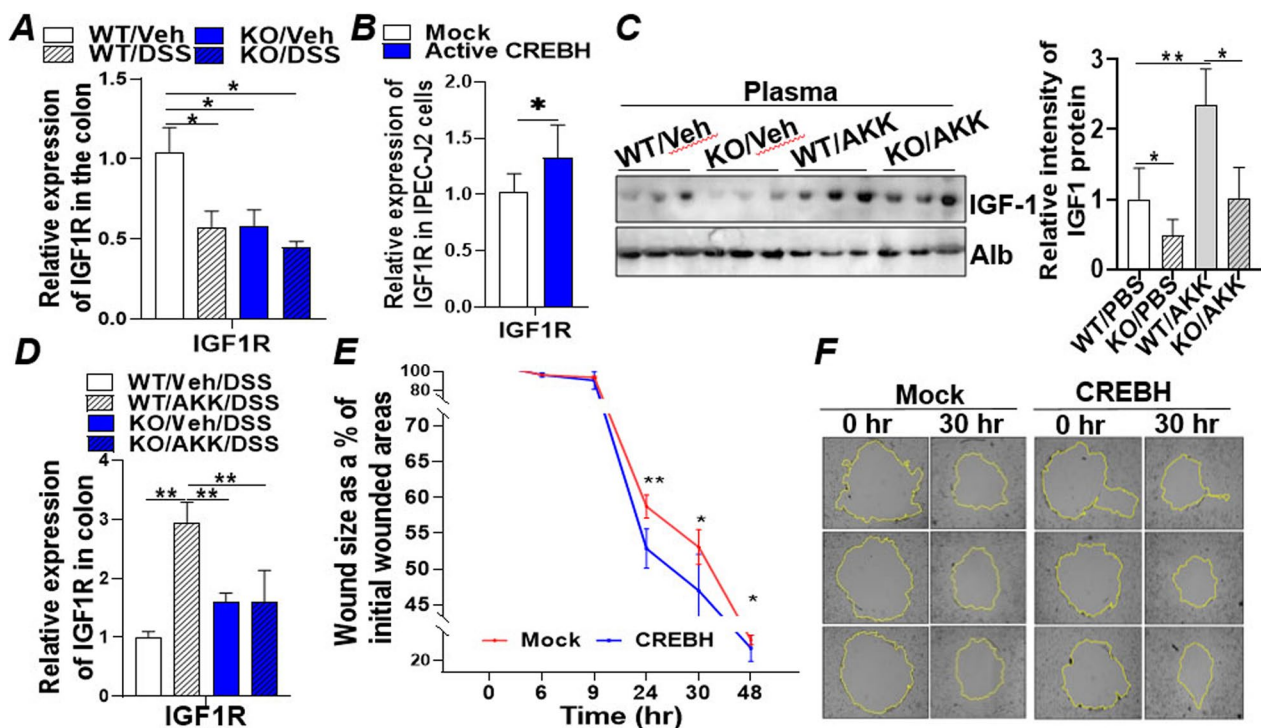 A
WT/Veh KO/Veh
WT/DSS KO/DSS
Relative expression
of IGF1R in the colon
1.5
1.0
0.5
0.0
*
*
*
IGF1R
B
Mock
Active CREBH
Relative expression of
IGF1R in IPEC-J2 cells
2.0
1.5
1.0
0.5
0.0
*
IGF1R
C
Plasma
WT/Veh KO/Veh WT/AKK KO/AKK
IGF-1
Alb
Relative intensity of
IGF1 protein
3
2
1
0
** *
*
WT/PBS
KO/PBS
WT/AKK
KO/AKK
D
WT/Veh/DSS
WT/AKK/DSS
KO/Veh/DSS
KO/AKK/DSS
Relative expression
of IGF1R in colon
4
3
2
1
0
**
** **
IGF1R
E
Wound size as a % of
initial wounded areas
100
80
70
60
55
50
45
20
**
*
*
Mock CREBH
0 6 9 24 30 48
Time (hr)
F
Mock CREBH
0 hr 30 hr 0 hr 30 hr